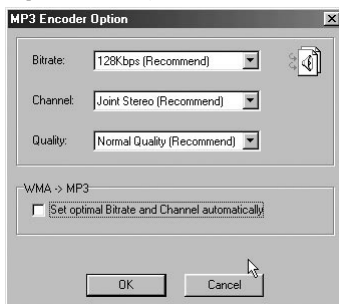 MP3 Encoder Option
Bitrate: 128Kbps (Recommend)
Channel: Joint Stereo (Recommend)
Quality: Normal Quality (Recommend)
WMA -> MP3
Set optimal Bitrate and Channel automatically
OK Cancel